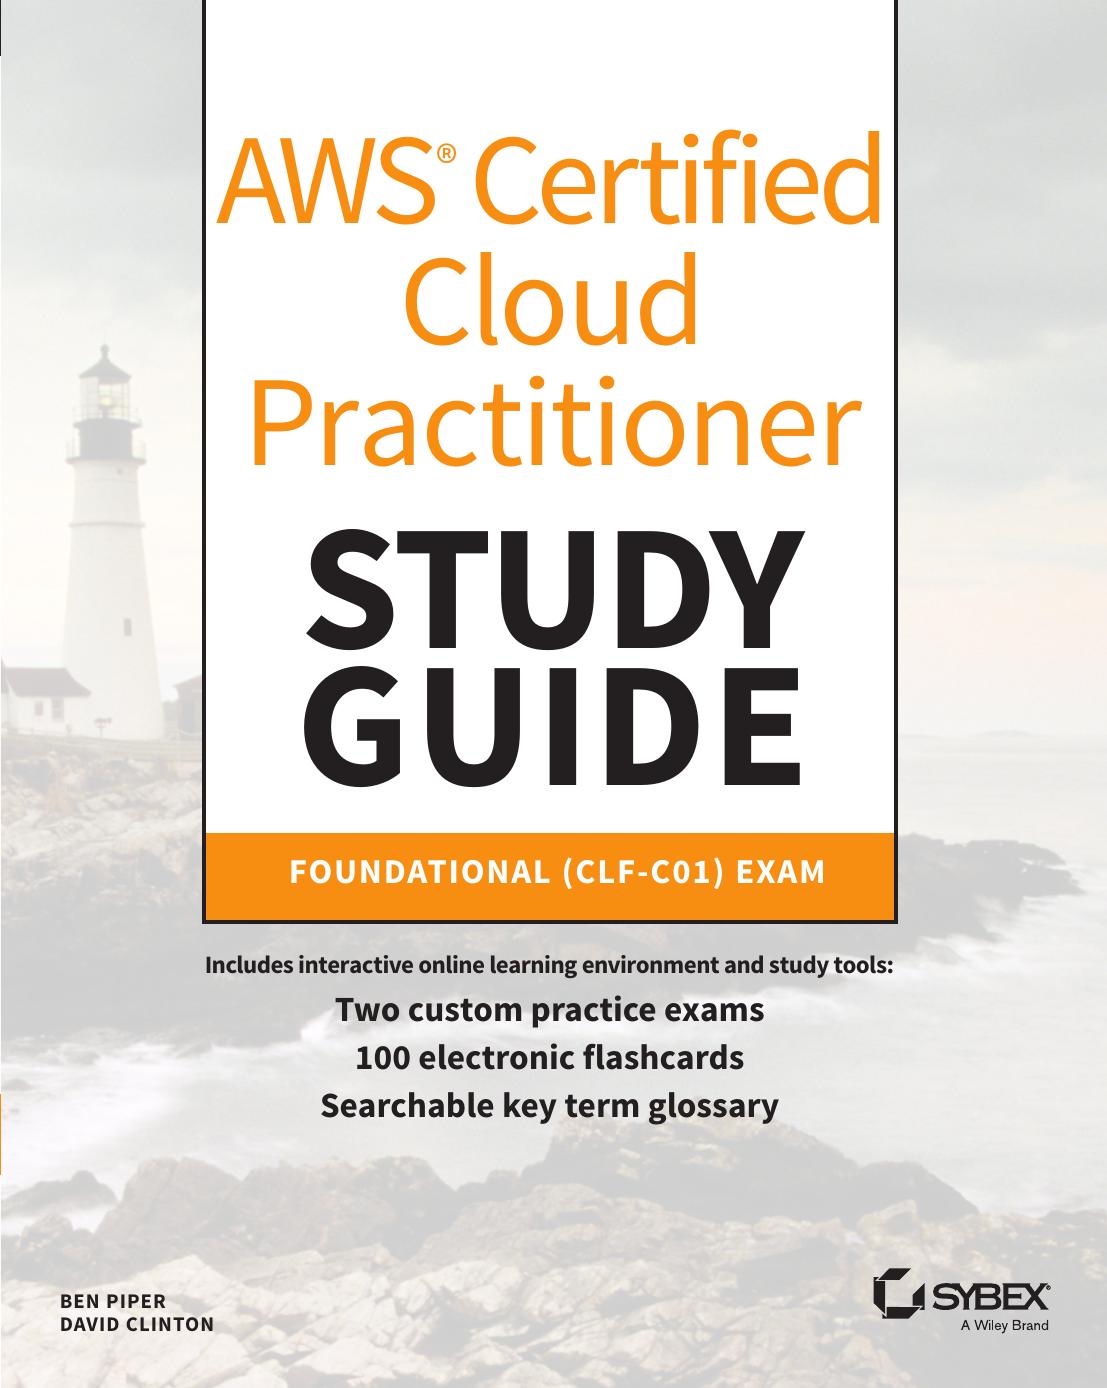 AWS® Certified
Cloud
Practitioner
STUDY
GUIDE
FOUNDATIONAL (CLF-C01) EXAM
Includes interactive online learning environment and study tools:
Two custom practice exams
100 electronic flashcards
Searchable key term glossary
BEN PIPER
DAVID CLINTON
SYBEX®
A Wiley Brand